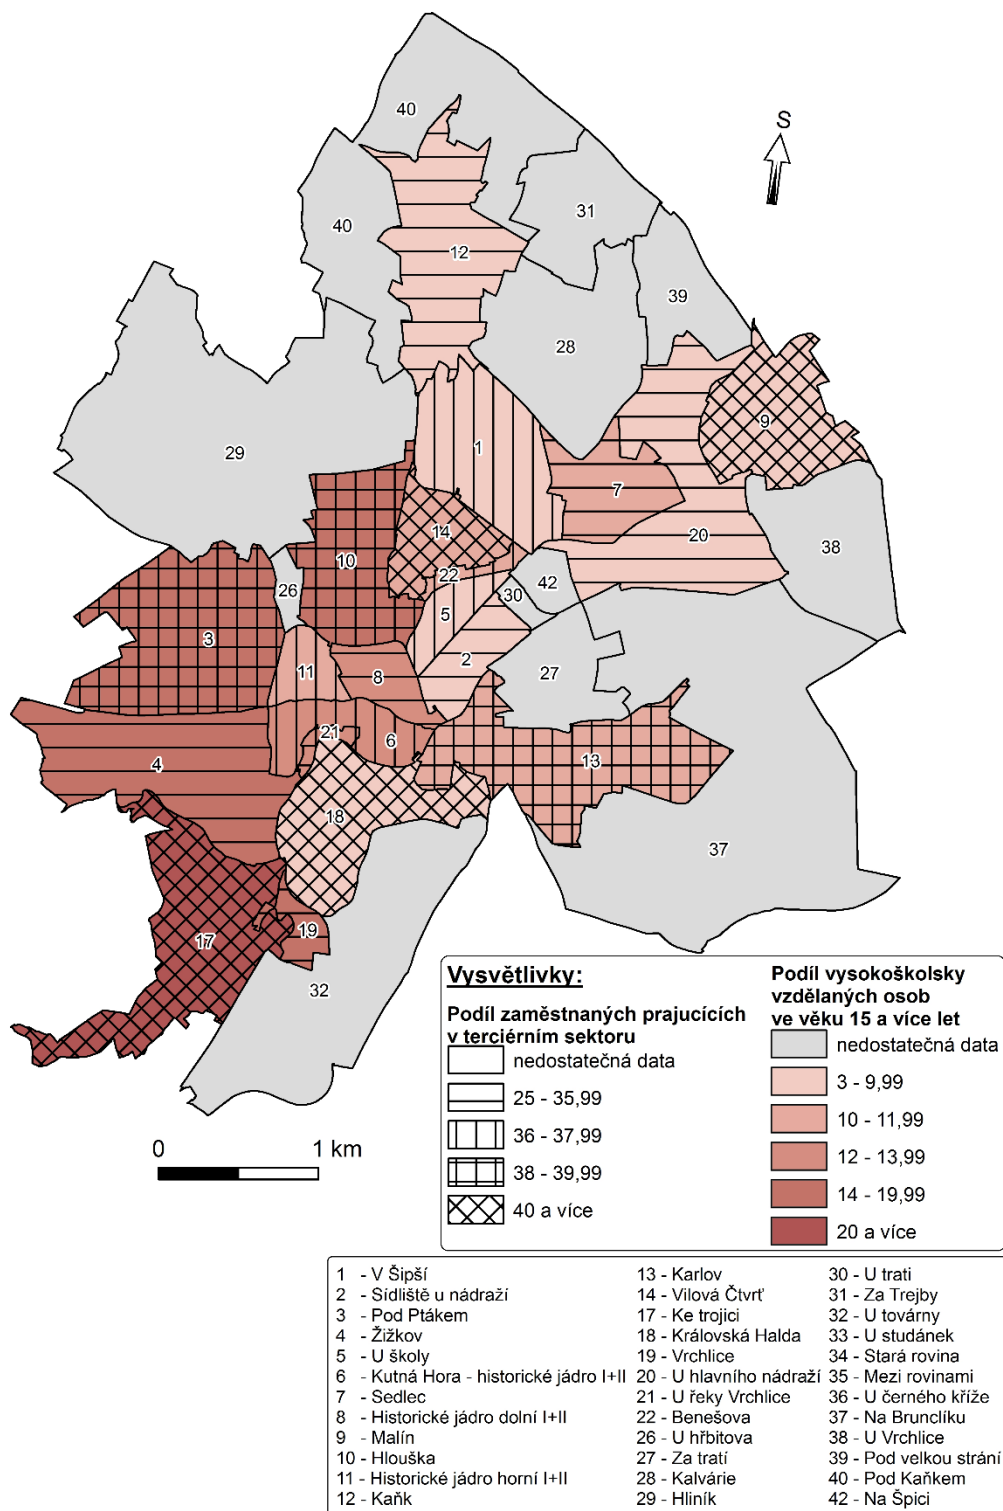 S
40
31
40
12
39
28
9
1
29
7
14
20
10
38
22
42
26
30
5
3
2
11
27
8
21
6
4
13
18
37
17
19
32
0 1 km
Vysvětlivky:
Podíl zaměstnaných prajucících
v terciérním sektoru
nedostatečná data
25 - 35,99
36 - 37,99
38 - 39,99
40 a více
Podíl vysokoškolsky
vzdělaných osob
ve věku 15 a více let
nedostatečná data
3 - 9,99
10 - 11,99
12 - 13,99
14 - 19,99
20 a více
1 - V Šipší
2 - Sídliště u nádraží
3 - Pod Ptákem
4 - Žižkov
5 - U školy
6 - Kutná Hora - historické jádro I+II
7 - Sedlec
8 - Historické jádro dolní I+II
9 - Malín
10 - Hlouška
11 - Historické jádro horní I+II
12 - Kaňk
13 - Karlov
14 - Vilová Čtvrť
17 - Ke trojici
18 - Královská Halda
19 - Vrchlice
20 - U hlavního nádraží
21 - U řeky Vrchlice
22 - Benešova
26 - U hřbitova
27 - Za tratí
28 - Kalvárie
29 - Hliník
30 - U trati
31 - Za Trejby
32 - U továrny
33 - U studánek
34 - Stará rovina
35 - Mezi rovinami
36 - U černého kříže
37 - Na Brunclíku
38 - U Vrchlice
39 - Pod velkou strání
40 - Pod Kaňkem
42 - Na Špici